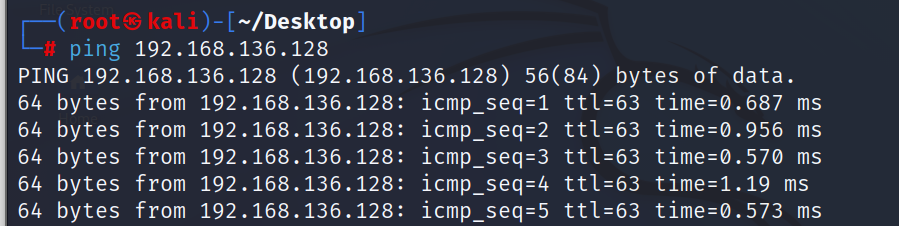 FileSystem
(root㉿kali)-[~/Desktop]
# ping 192.168.136.128
PING 192.168.136.128 (192.168.136.128) 56(84) bytes of data.
64 bytes from 192.168.136.128: icmp_seq=1 ttl=63 time=0.687 ms
64 bytes from 192.168.136.128: icmp_seq=2 ttl=63 time=0.956 ms
64 bytes from 192.168.136.128: icmp_seq=3 ttl=63 time=0.570 ms
64 bytes from 192.168.136.128: icmp_seq=4 ttl=63 time=1.19 ms
64 bytes from 192.168.136.128: icmp_seq=5 ttl=63 time=0.573 ms